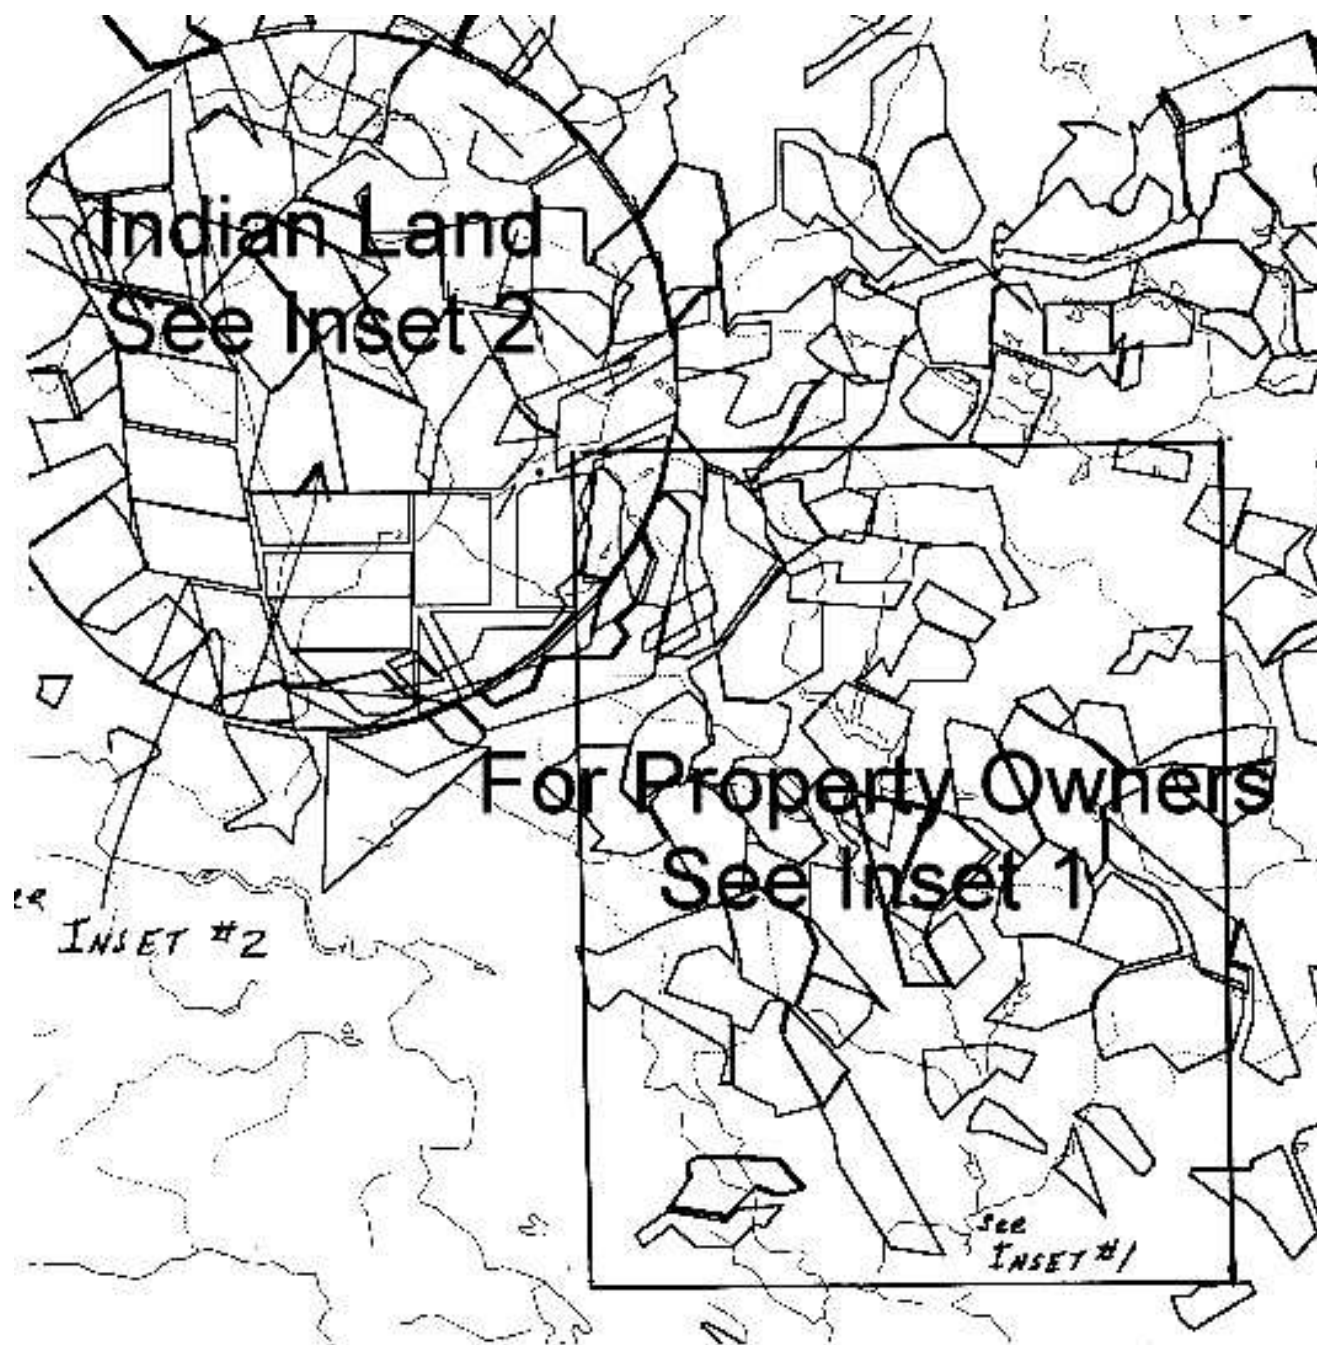 Indian Land
See Inset 2
For Property Owners
See Inset 1
INSET #2
See
INSET #1